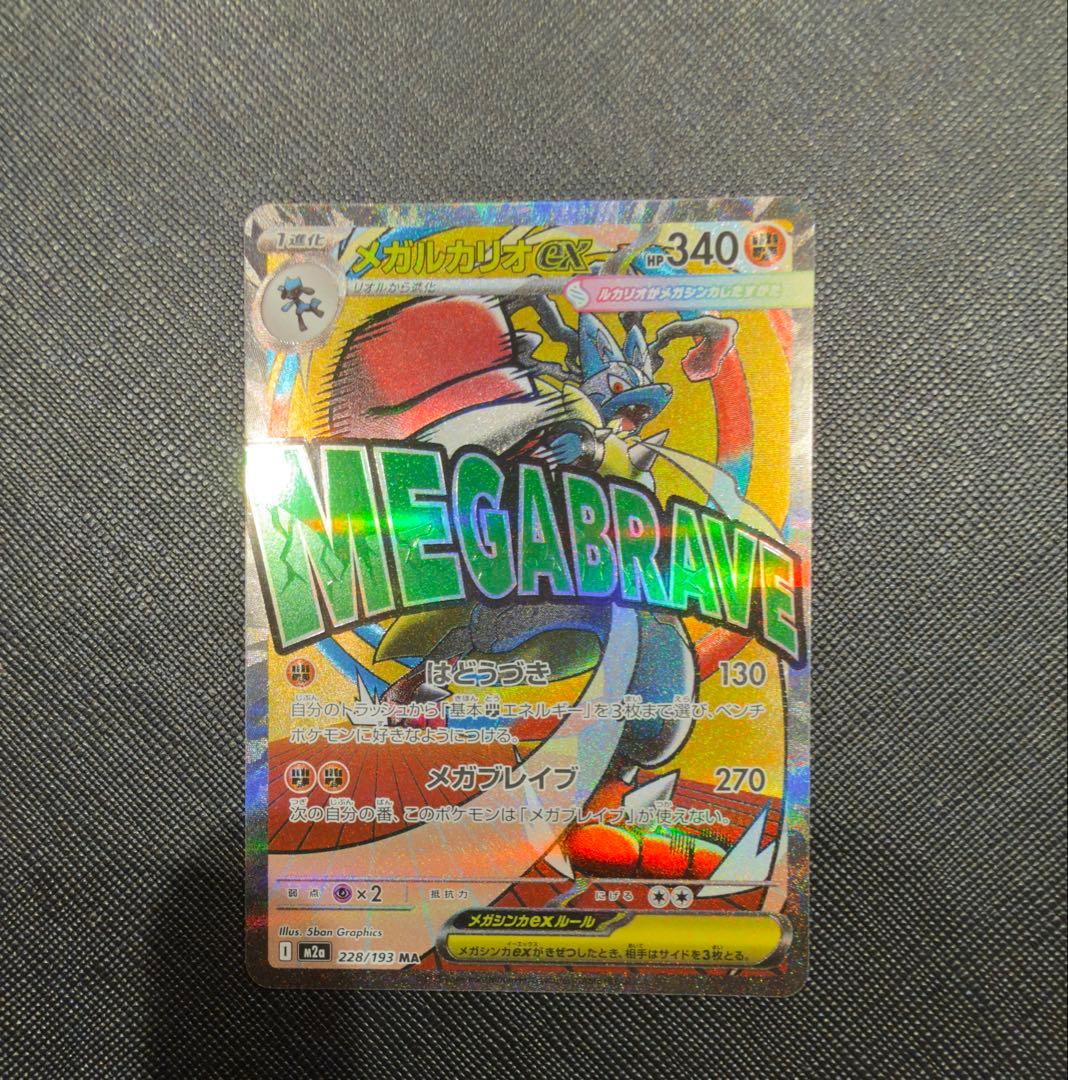 1進化
メガルカリオex
HP 340
リオルから進化
ルカリオがメガシンカしたすがた
MEGABRAVE
はどうづき 130
自分のトラッシュから「基本エネルギー」を3枚まで選び、ベンチ
ポケモンに好きなようにつける。
メガブレイブ 270
次の自分の番、このポケモンは「メガブレイブ」が使えない。
弱点 ×2 抵抗力 にげる
メガシンカexルール
メガシンカexがきぜつしたとき、相手はサイドを3枚とる。
Illus. 5ban Graphics
I m2a 228/193 MA